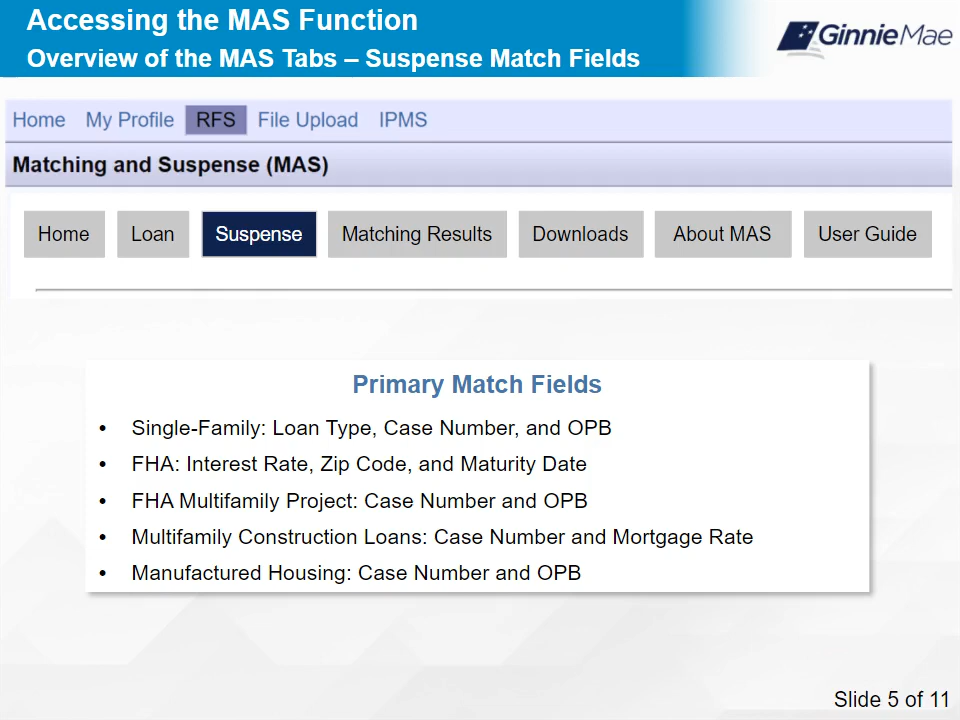 Accessing the MAS Function
Overview of the MAS Tabs – Suspense Match Fields
GinnieMae
Home My Profile RFS File Upload IPMS
Matching and Suspense (MAS)
Home Loan Suspense Matching Results Downloads About MAS User Guide
Primary Match Fields
• Single-Family: Loan Type, Case Number, and OPB
• FHA: Interest Rate, Zip Code, and Maturity Date
• FHA Multifamily Project: Case Number and OPB
• Multifamily Construction Loans: Case Number and Mortgage Rate
• Manufactured Housing: Case Number and OPB
Slide 5 of 11